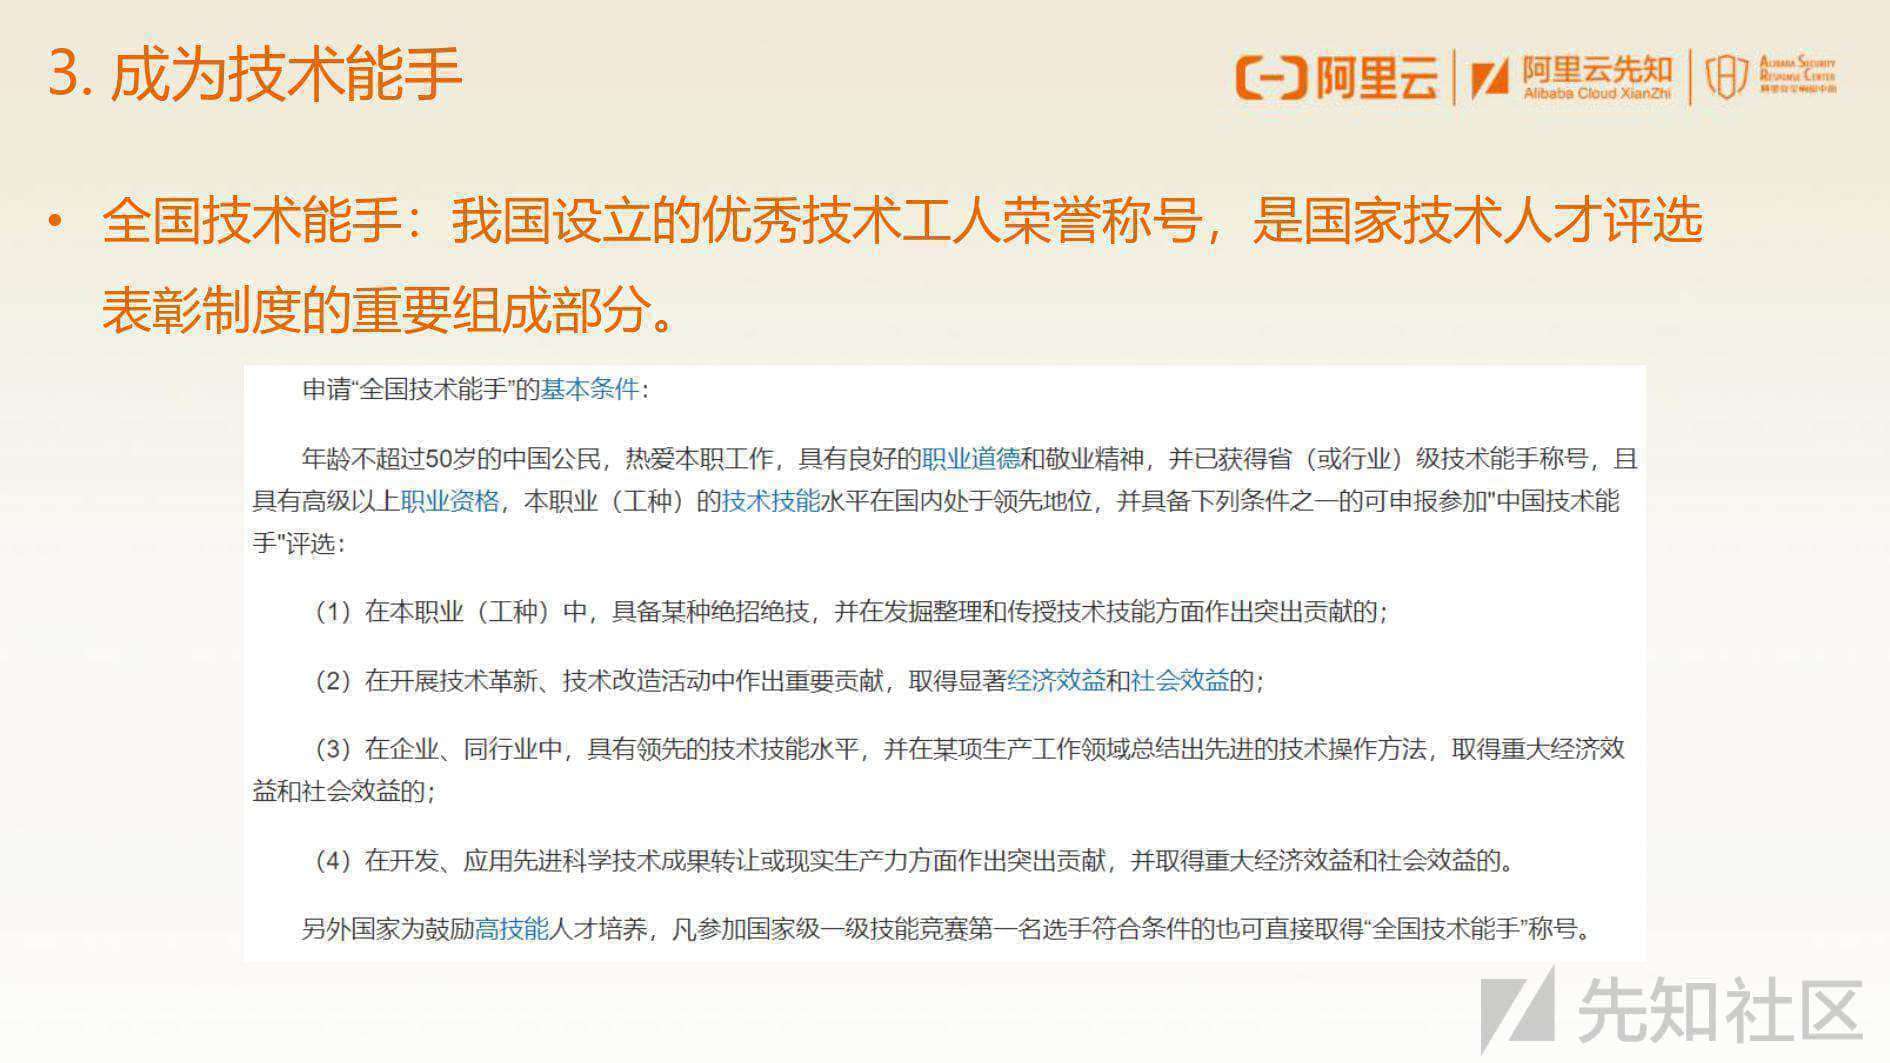 3. 成为技术能手
阿里云
阿里云先知
Alibaba Cloud XianZhi
ALIBABA SECURITY
RESPONSE CENTER
• 全国技术能手：我国设立的优秀技术工人荣誉称号，是国家技术人才评选
表彰制度的重要组成部分。
申请“全国技术能手”的基本条件：
年龄不超过50岁的中国公民，热爱本职工作，具有良好的职业道德和敬业精神，并已获得省（或行业）级技术能手称号，且
具有高级以上职业资格，本职业（工种）的技术技能水平在国内处于领先地位，并具备下列条件之一的可申报参加"中国技术能
手"评选：
（1）在本职业（工种）中，具备某种绝招绝技，并在发掘整理和传授技术技能方面作出突出贡献的；
（2）在开展技术革新、技术改造活动中作出重要贡献，取得显著经济效益和社会效益的；
（3）在企业、同行业中，具有领先的技术技能水平，并在某项生产工作领域总结出先进的技术操作方法，取得重大经济效
益和社会效益的；
（4）在开发、应用先进科学技术成果转让或现实生产力方面作出突出贡献，并取得重大经济效益和社会效益的。
另外国家为鼓励高技能人才培养，凡参加国家级一级技能竞赛第一名选手符合条件的也可直接取得“全国技术能手”称号。
先知社区